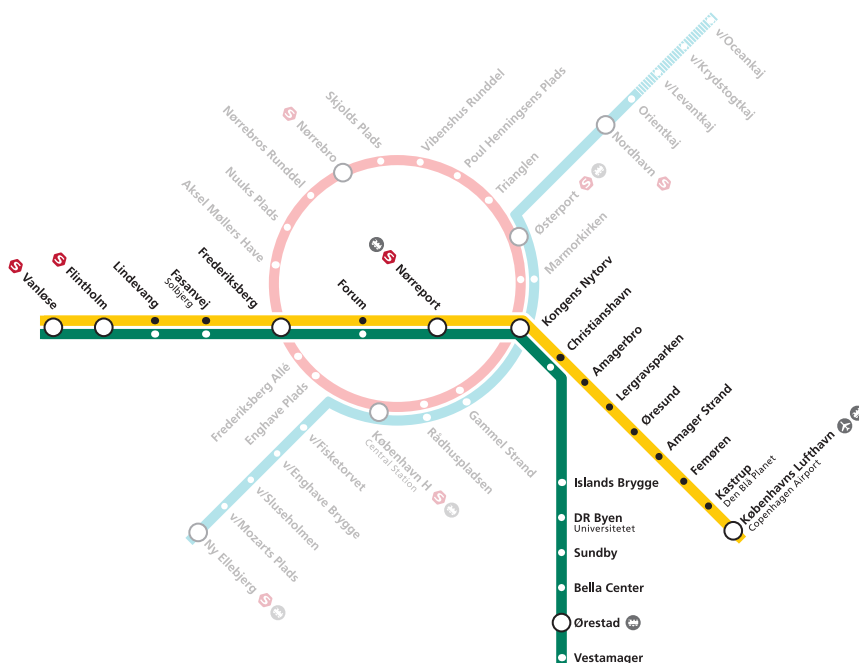 v/Oceankaj
v/Krydstogtkaj
v/Levantkaj
Orientkaj
Nordhavn
Østerport
Marmorkirken
Trianglen
Poul Henningsens Plads
Vibenshus Runddel
Skjolds Plads
Nørrebro
Nørrebros Runddel
Nuuks Plads
Aksel Møllers Have
Vanløse
Flintholm
Lindevang
Fasanvej
Solbjerg
Frederiksberg
Forum
Nørreport
Kongens Nytorv
Christianshavn
Amagerbro
Lergravsparken
Øresund
Amager Strand
Femøren
Kastrup
Den Blå Planet
Københavns Lufthavn
Copenhagen Airport
Frederiksberg Allé
Enghave Plads
København H
Central Station
Rådhuspladsen
Gammel Strand
v/Fisketorvet
v/Enghave Brygge
v/Sluseholmen
v/Mozarts Plads
Ny Ellebjerg
Islands Brygge
DR Byen
Universitetet
Sundby
Bella Center
Ørestad
Vestamager